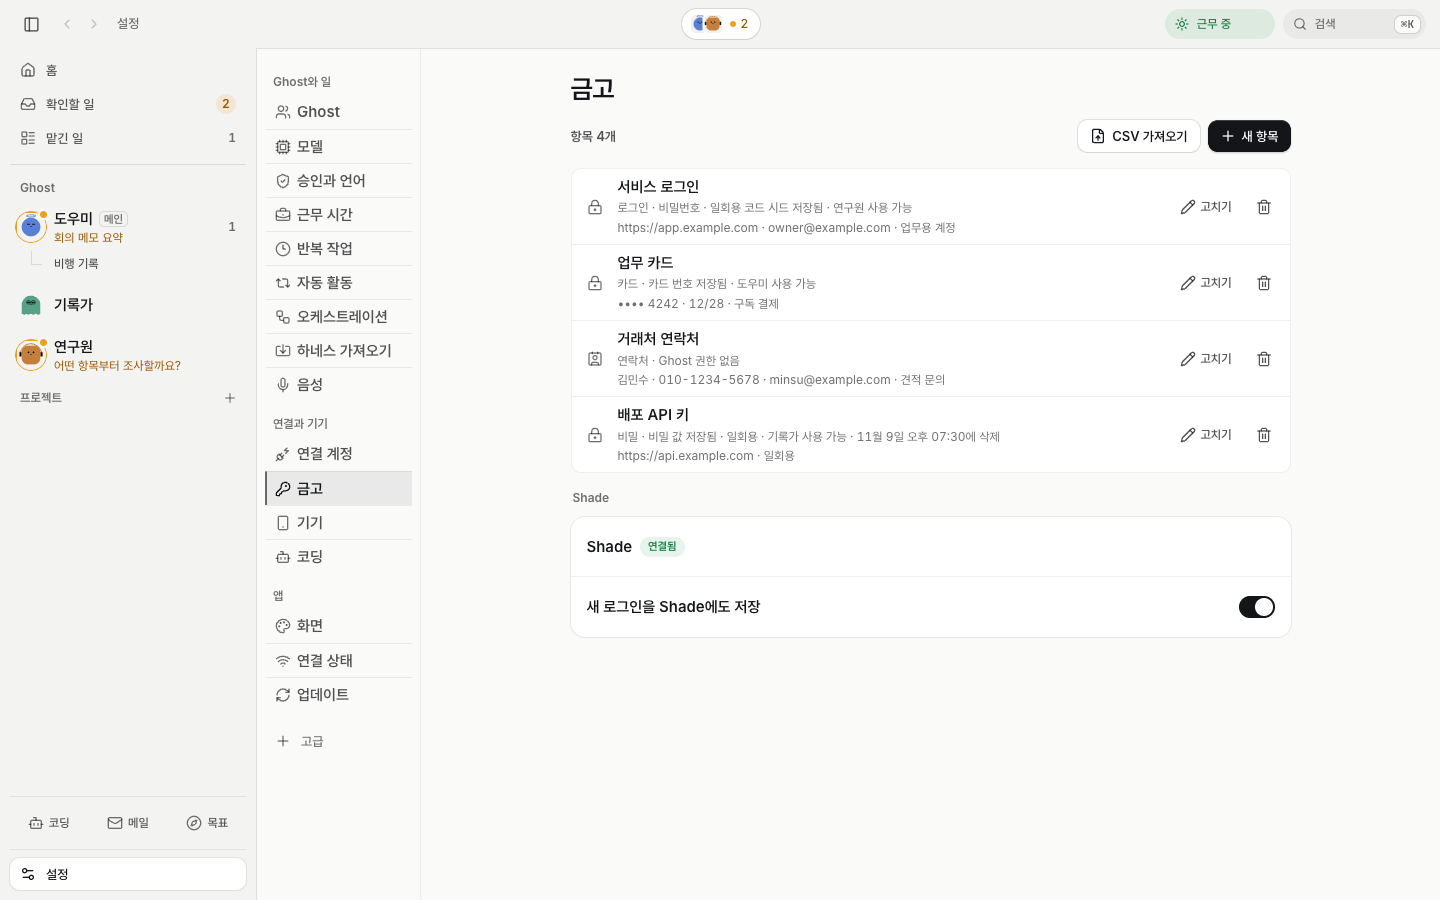 설정
2
근무 중
검색
⌘K
홈
확인할 일
2
맡긴 일
1
Ghost
도우미
메인
회의 메모 요약
1
비행 기록
기록가
연구원
어떤 항목부터 조사할까요?
프로젝트
코딩
메일
목표
설정
Ghost와 일
Ghost
모델
승인과 언어
근무 시간
반복 작업
자동 활동
오케스트레이션
하네스 가져오기
음성
연결과 기기
연결 계정
금고
기기
코딩
앱
화면
연결 상태
업데이트
고급
금고
항목 4개
CSV 가져오기
새 항목
서비스 로그인
로그인 · 비밀번호 · 일회용 코드 시드 저장됨 · 연구원 사용 가능
https://app.example.com · owner@example.com · 업무용 계정
고치기
업무 카드
카드 · 카드 번호 저장됨 · 도우미 사용 가능
•••• 4242 · 12/28 · 구독 결제
고치기
거래처 연락처
연락처 · Ghost 권한 없음
김민수 · 010-1234-5678 · minsu@example.com · 견적 문의
고치기
배포 API 키
비밀 · 비밀 값 저장됨 · 일회용 · 기록가 사용 가능 · 11월 9일 오후 07:30에 삭제
https://api.example.com · 일회용
고치기
Shade
Shade
연결됨
새 로그인을 Shade에도 저장